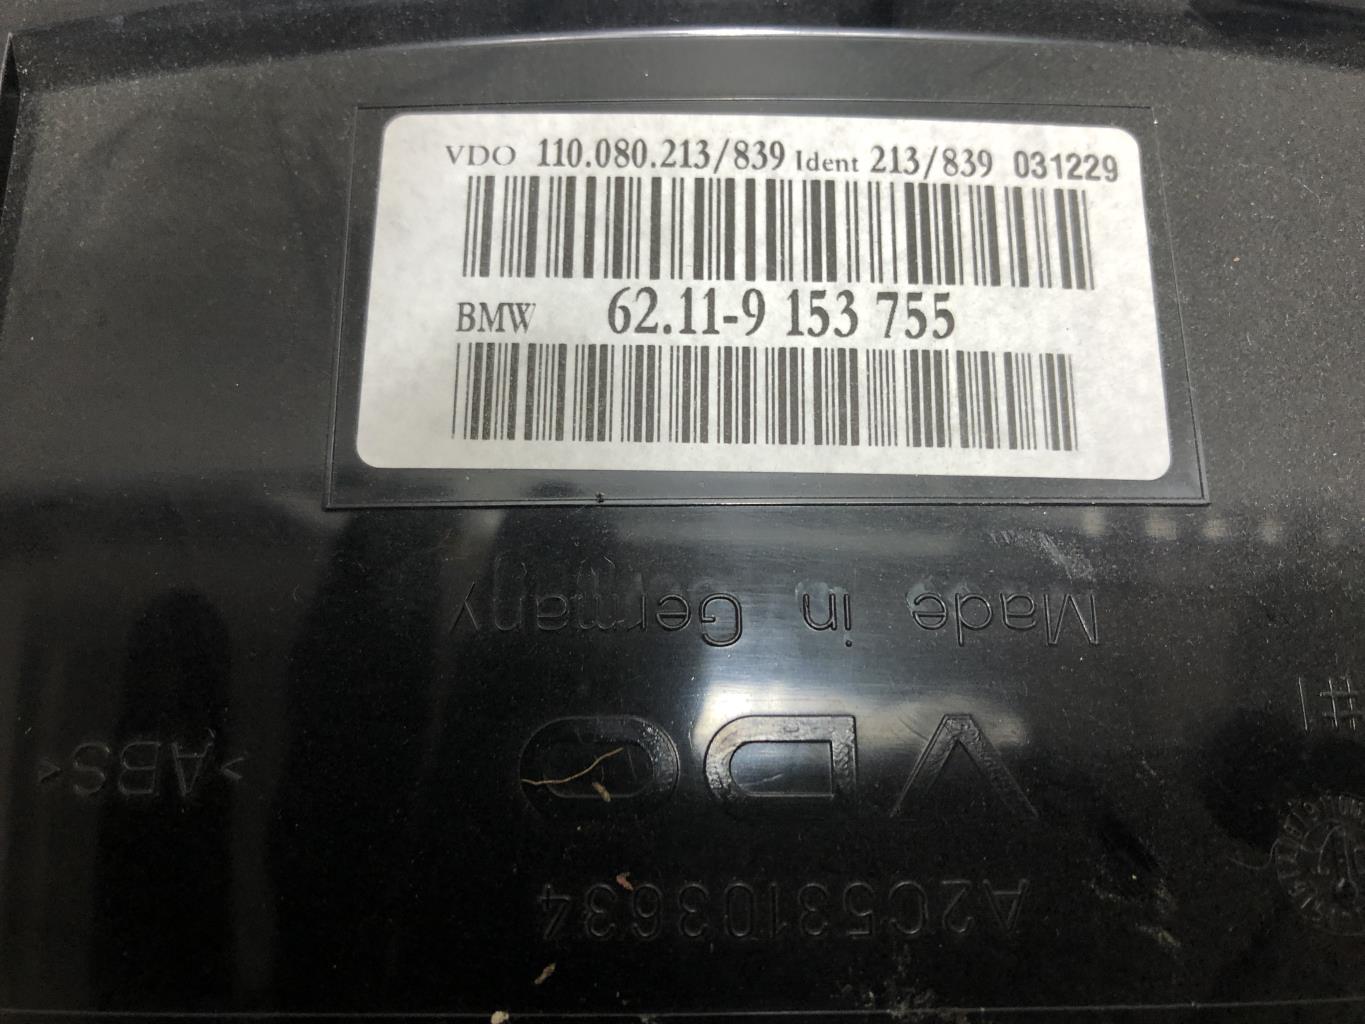 VDO 110.080.213/839 Ident 213/839 031229
BMW 62.11-9 153 755
Made in Germany
#1
VDO
>ABS<
A2C53103634